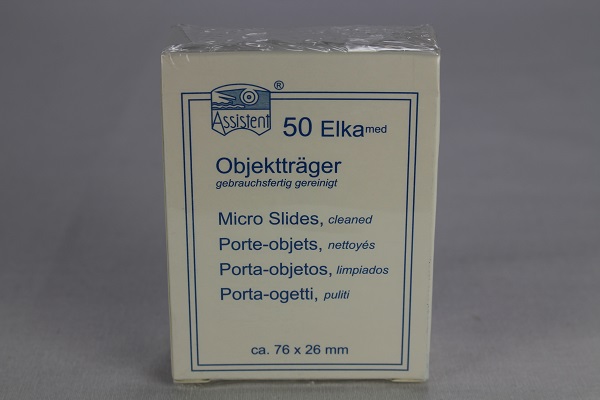 Assistent ®
50 Elka med
Objektträger
gebrauchsfertig gereinigt
Micro Slides, cleaned
Porte-objets, nettoyés
Porta-objetos, limpiados
Porta-ogetti, puliti
ca. 76 x 26 mm